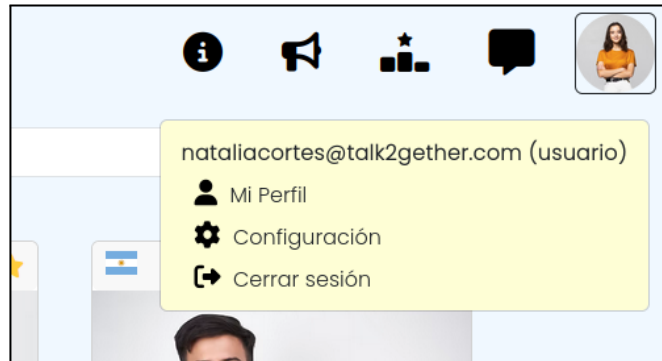 nataliacortes@talk2gether.com (usuario)
Mi Perfil
Configuración
Cerrar sesión